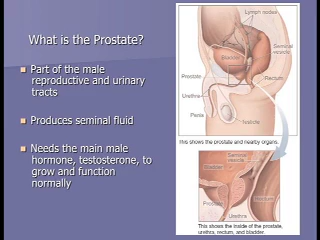 What is the Prostate?
Part of the male
reproductive and urinary
tracts
Produces seminal fluid
Needs the main male
hormone, testosterone, to
grow and function
normally
Lymph nodes
Seminal
vesicle
Bladder
Prostate
Rectum
Urethra
Penis
Testicle
This shows the prostate and nearby organs.
Seminal
vesicle
Bladder
Rectum
Prostate
Urethra
This shows the inside of the prostate,
urethra, rectum, and bladder.